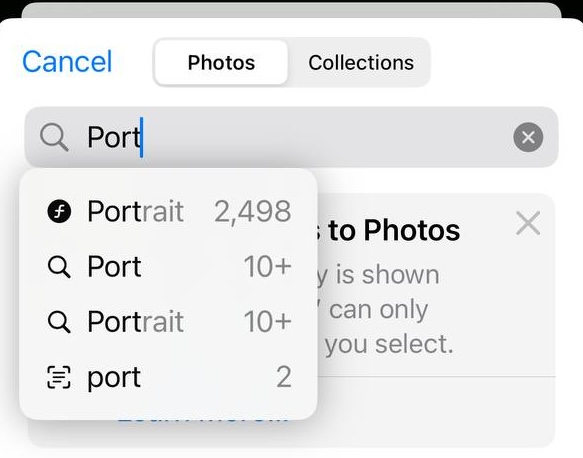 Cancel Photos Collections
Port
Portrait 2,498
Port 10+
Portrait 10+
port 2
to Photos
is shown
can only
you select.